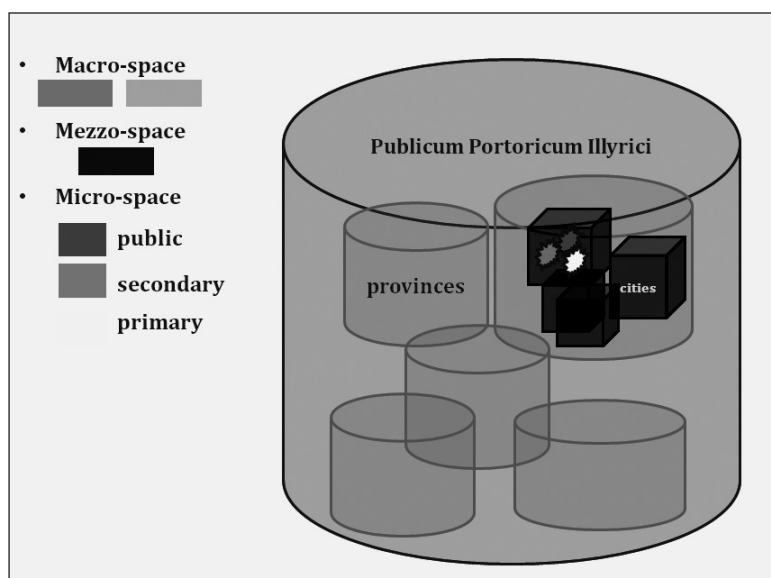 • Macro-space
• Mezzo-space
• Micro-space
public
secondary
primary
Publicum Portoricum Illyrici
provinces
cities